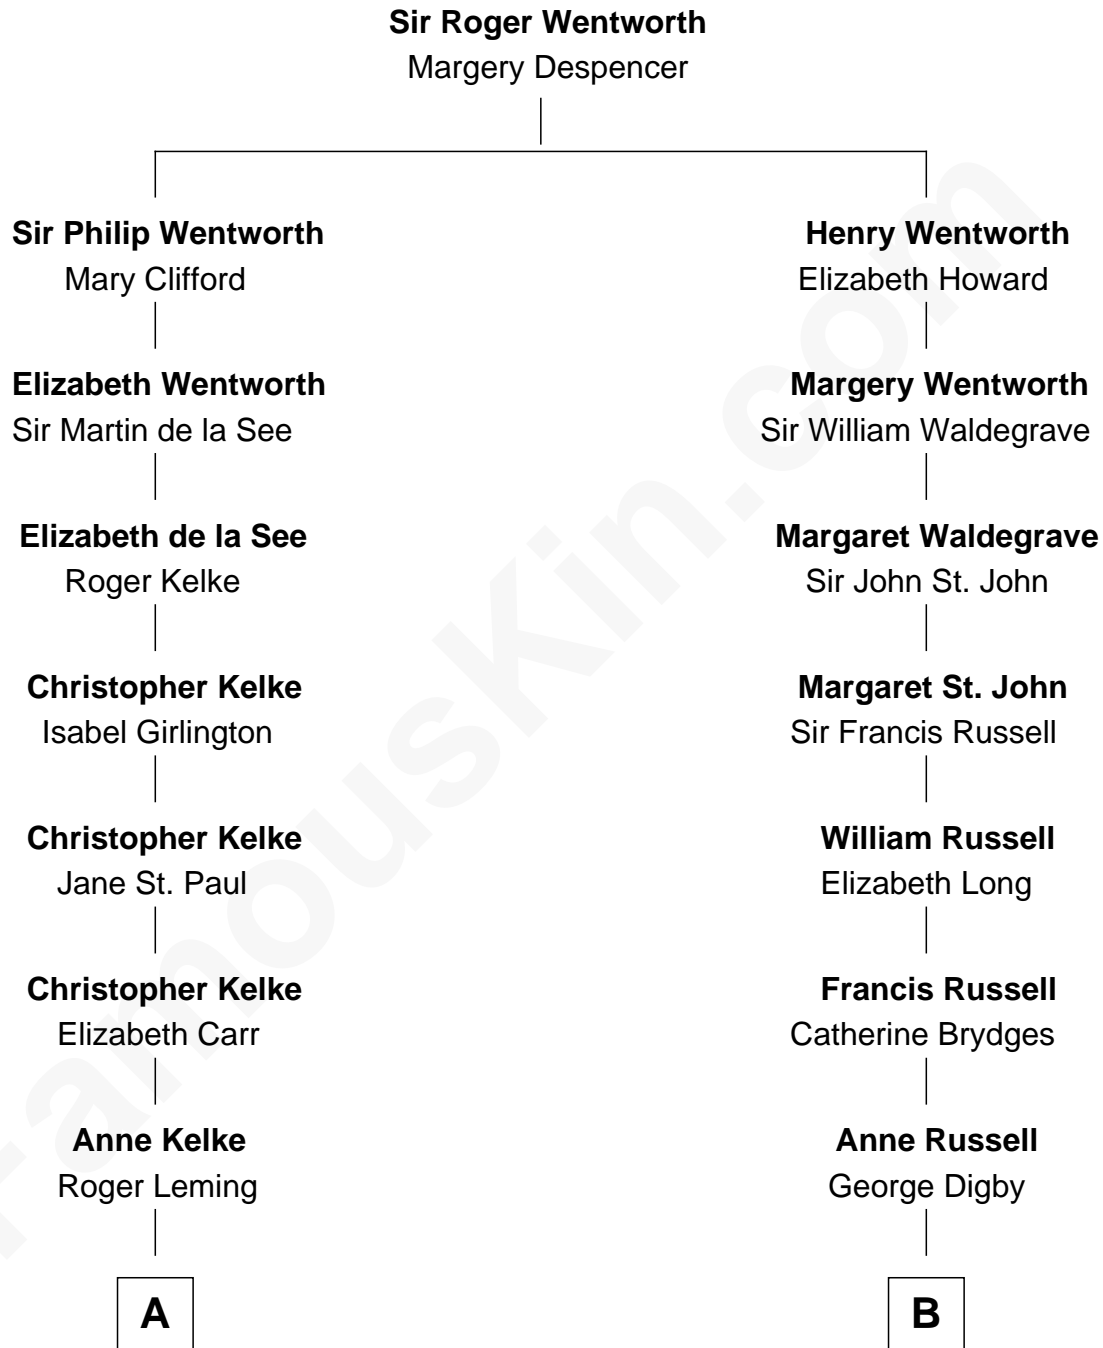 Sir Roger Wentworth
Margery Despencer
Sir Philip Wentworth
Mary Clifford
Henry Wentworth
Elizabeth Howard
Elizabeth Wentworth
Sir Martin de la See
Margery Wentworth
Sir William Waldegrave
Elizabeth de la See
Roger Kelke
Margaret Waldegrave
Sir John St. John
Christopher Kelke
Isabel Girlington
Margaret St. John
Sir Francis Russell
Christopher Kelke
Jane St. Paul
William Russell
Elizabeth Long
Christopher Kelke
Elizabeth Carr
Francis Russell
Catherine Brydges
Anne Kelke
Roger Leming
Anne Russell
George Digby
A
B
FamousKin.com